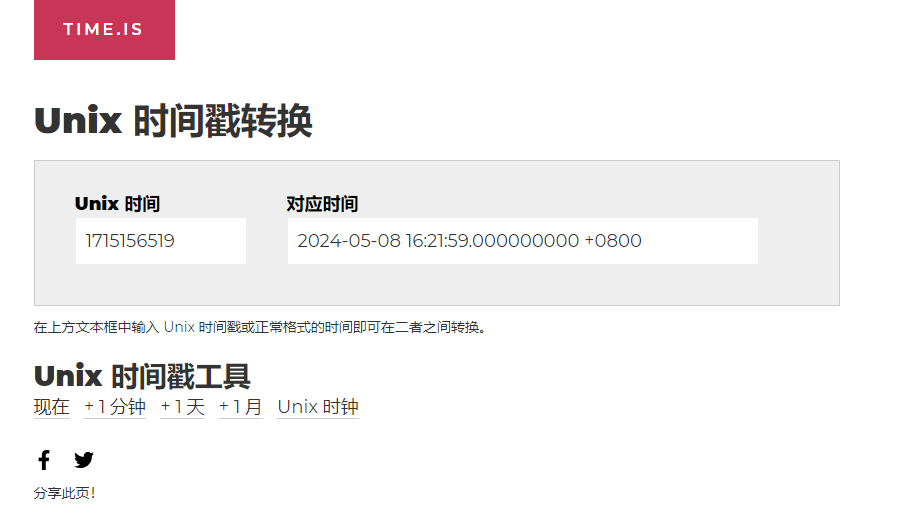 TIME.IS
Unix 时间戳转换
Unix 时间 对应时间
1715156519 2024-05-08 16:21:59.000000000 +0800
在上方文本框中输入 Unix 时间戳或正常格式的时间即可在二者之间转换。
Unix 时间戳工具
现在 + 1 分钟 + 1 天 + 1 月 Unix 时钟
分享此页!